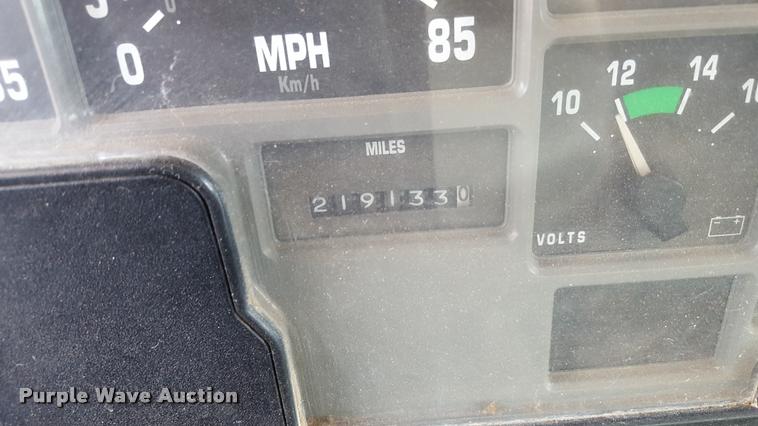 0 MPH 85
Km/h
12 14
10
MILES
2191330
VOLTS
- +
Purple Wave Auction